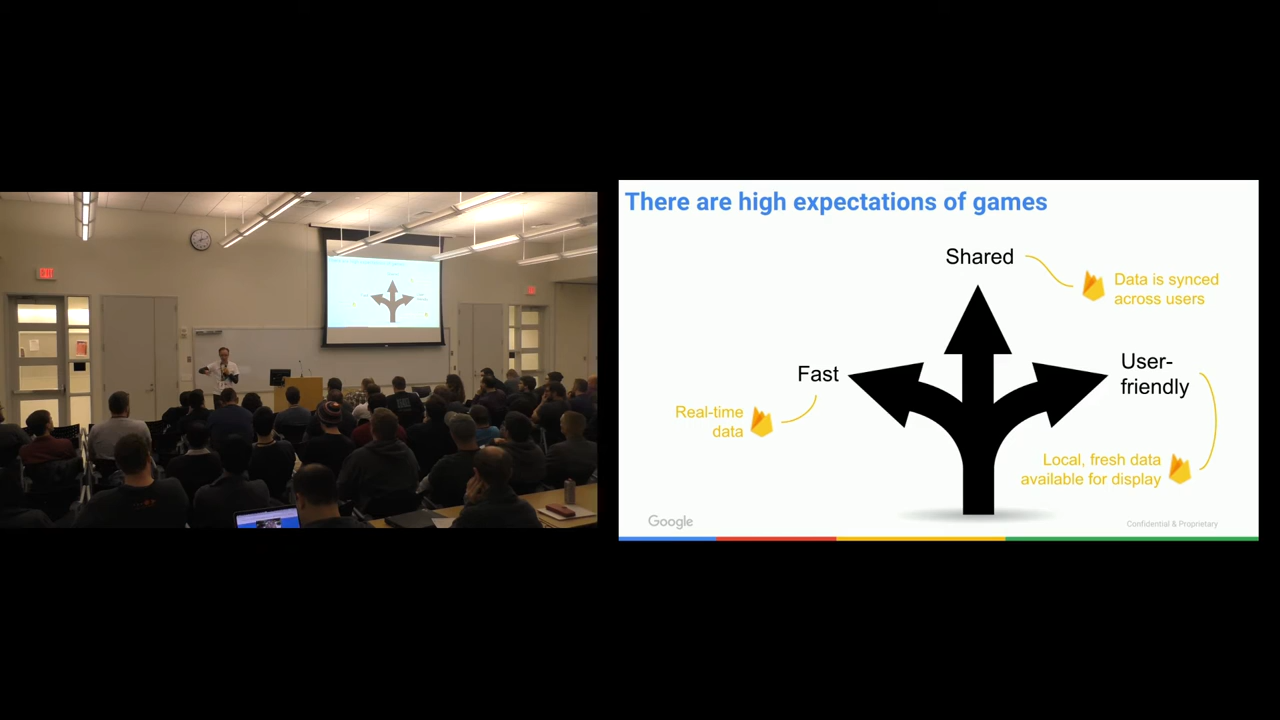 There are high expectations of games
Shared
Data is synced
across users
Fast
User-
friendly
Real-time
data
Local, fresh data
available for display
Google
Confidential & Proprietary